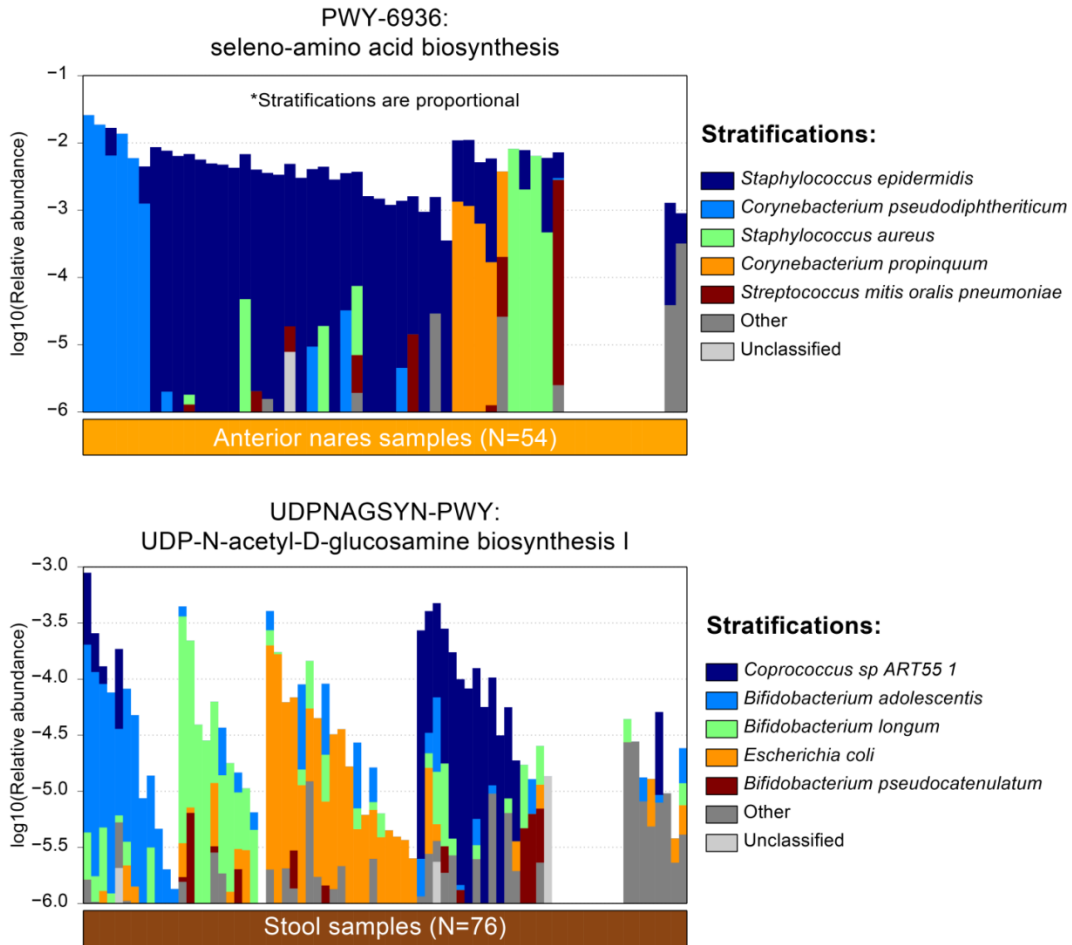 PWY-6936:
seleno-amino acid biosynthesis
log10(Relative abundance)
−1
−2
−3
−4
−5
−6
*Stratifications are proportional
Anterior nares samples (N=54)
Stratifications:
Staphylococcus epidermidis
Corynebacterium pseudodiphtheriticum
Staphylococcus aureus
Corynebacterium propinquum
Streptococcus mitis oralis pneumoniae
Other
Unclassified
UDPNAGSYN-PWY:
UDP-N-acetyl-D-glucosamine biosynthesis I
log10(Relative abundance)
−3.0
−3.5
−4.0
−4.5
−5.0
−5.5
−6.0
Stool samples (N=76)
Stratifications:
Coprococcus sp ART55 1
Bifidobacterium adolescentis
Bifidobacterium longum
Escherichia coli
Bifidobacterium pseudocatenulatum
Other
Unclassified